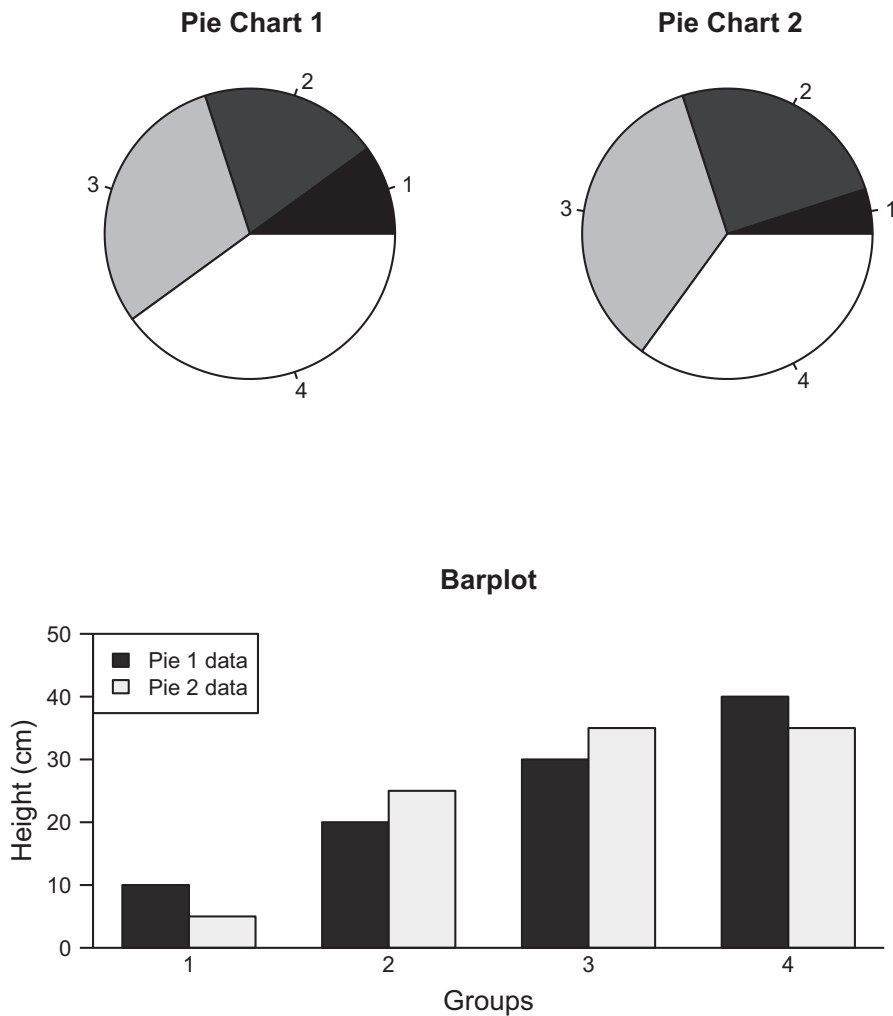 Pie Chart 1
2
3
1
4
Pie Chart 2
2
3
1
4
Barplot
50
40
30
20
10
0
Height (cm)
Pie 1 data
Pie 2 data
1 2 3 4
Groups